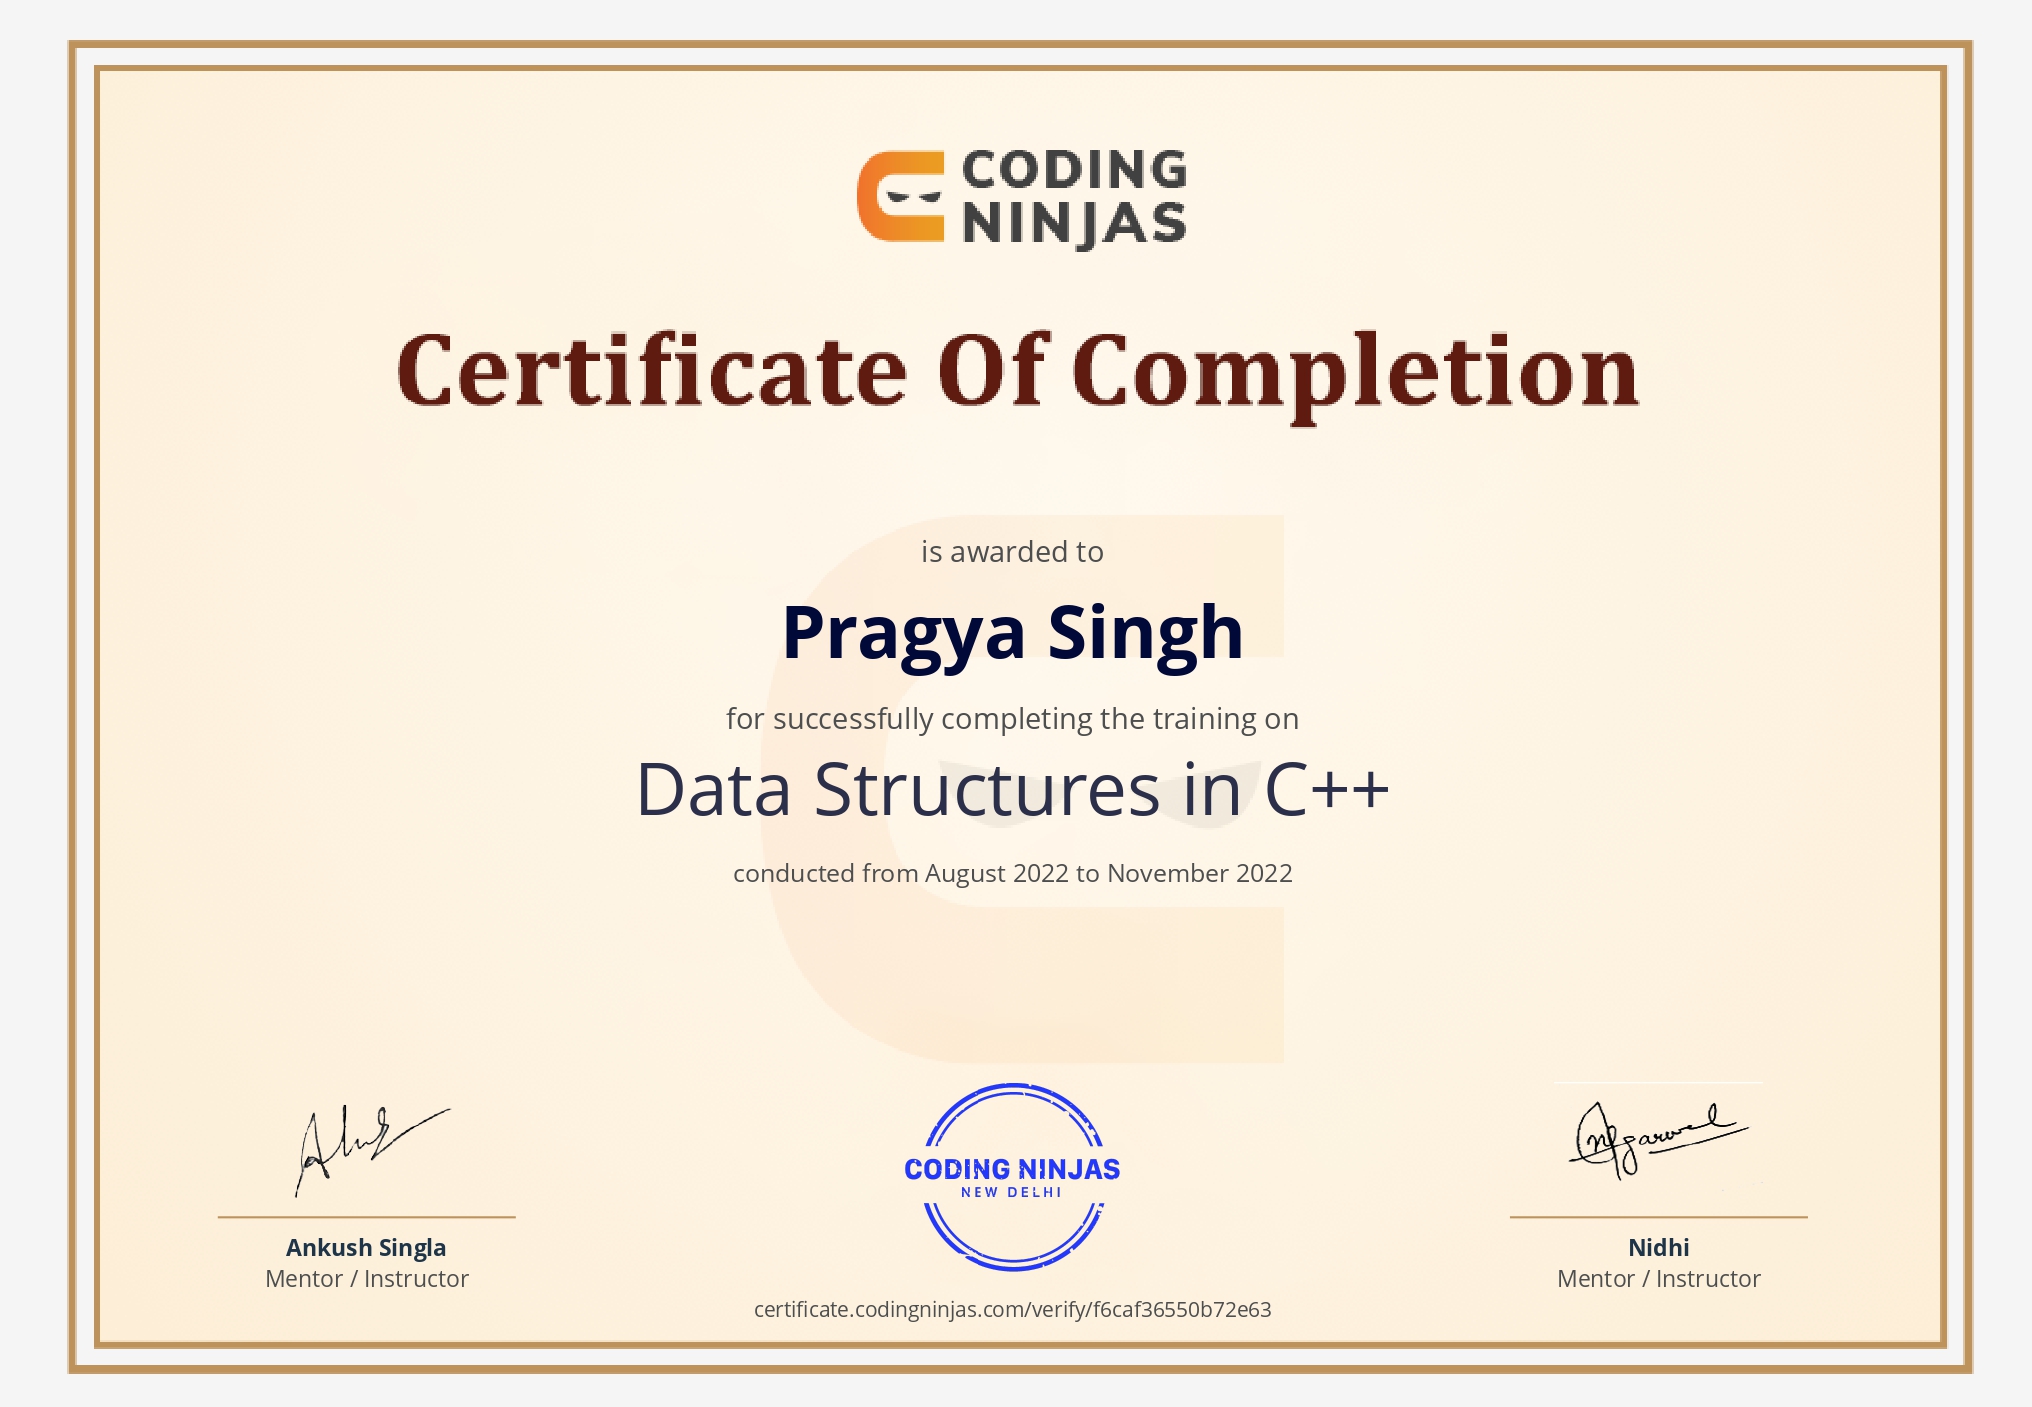 CODING
NINJAS
Certificate Of Completion
is awarded to
Pragya Singh
for successfully completing the training on
Data Structures in C++
conducted from August 2022 to November 2022
CODING NINJAS
NEW DELHI
Ankush Singla
Mentor / Instructor
Nidhi
Mentor / Instructor
certificate.codingninjas.com/verify/f6caf36550b72e63